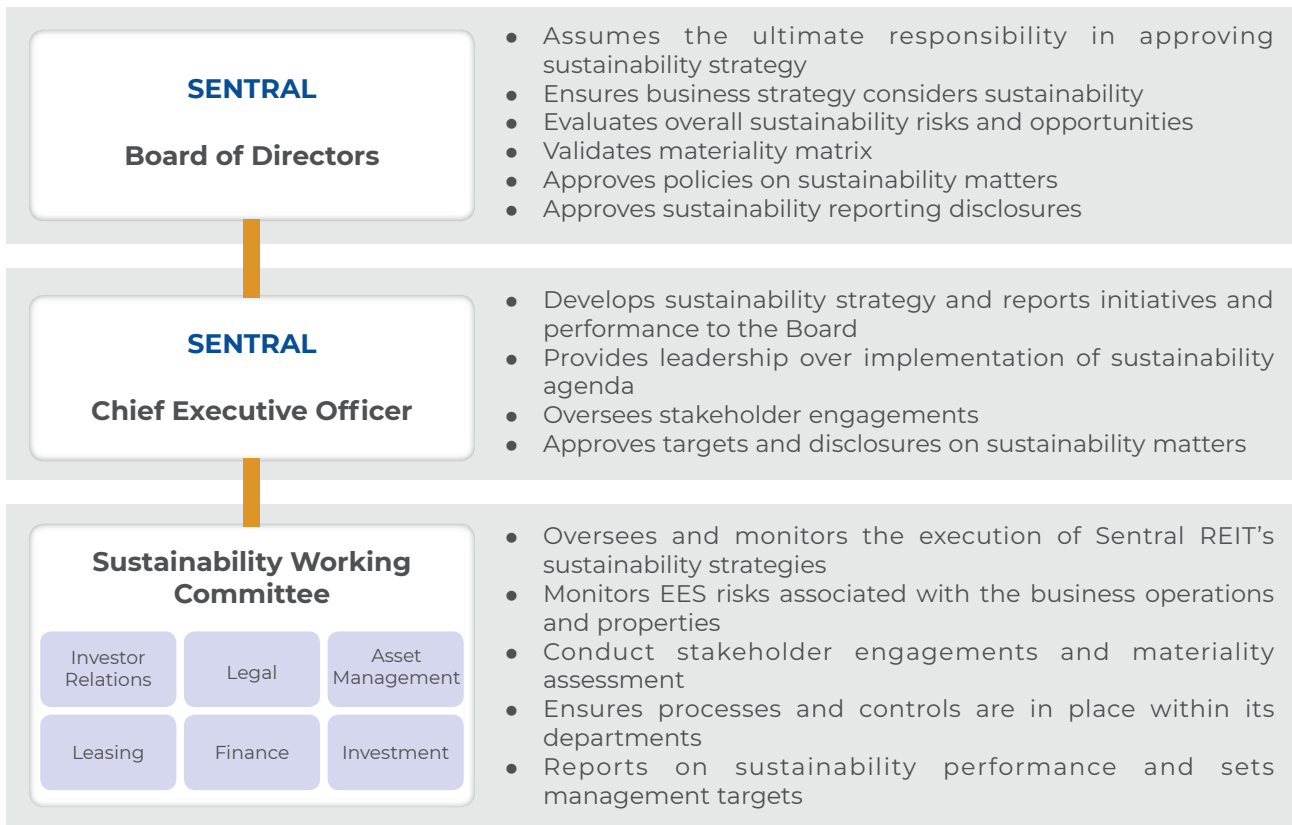 SENTRAL
Board of Directors
● Assumes the ultimate responsibility in approving
sustainability strategy
● Ensures business strategy considers sustainability
● Evaluates overall sustainability risks and opportunities
● Validates materiality matrix
● Approves policies on sustainability matters
● Approves sustainability reporting disclosures
SENTRAL
Chief Executive Officer
● Develops sustainability strategy and reports initiatives and
performance to the Board
● Provides leadership over implementation of sustainability
agenda
● Oversees stakeholder engagements
● Approves targets and disclosures on sustainability matters
Sustainability Working
Committee
Investor
Relations
Legal
Asset
Management
Leasing
Finance
Investment
● Oversees and monitors the execution of Sentral REIT’s
sustainability strategies
● Monitors EES risks associated with the business operations
and properties
● Conduct stakeholder engagements and materiality
assessment
● Ensures processes and controls are in place within its
departments
● Reports on sustainability performance and sets
management targets